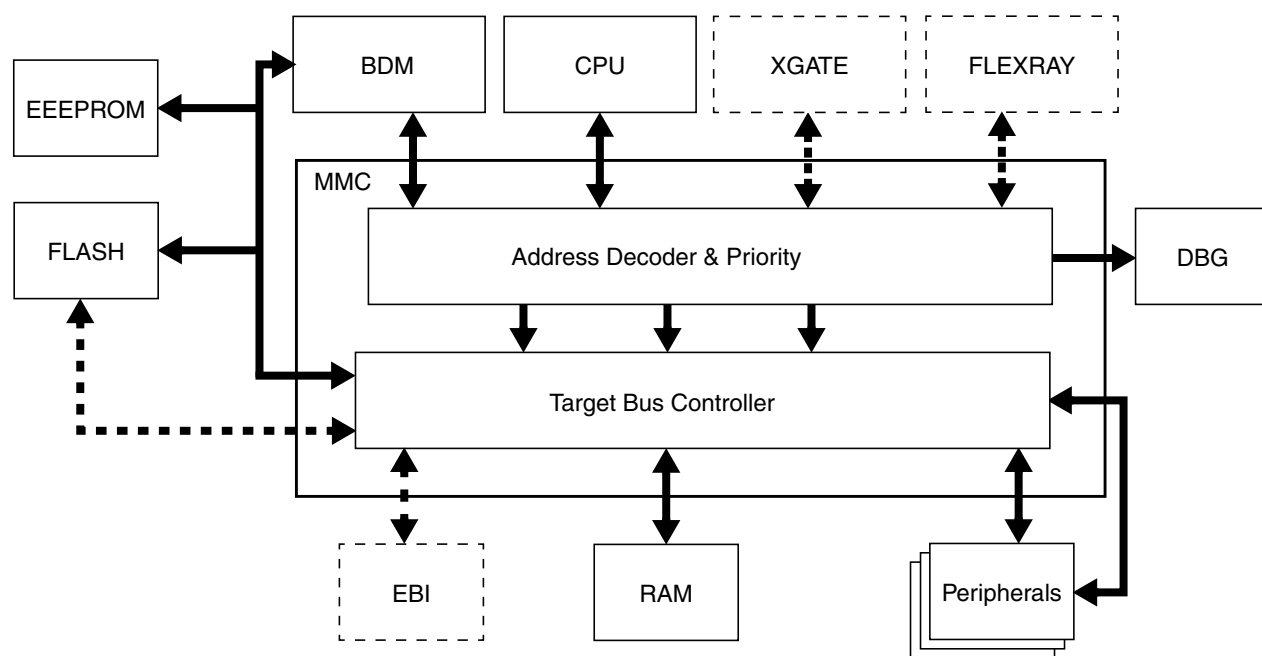 BDM
CPU
XGATE
FLEXRAY
EEEPROM
MMC
FLASH
Address Decoder & Priority
DBG
Target Bus Controller
EBI
RAM
Peripherals